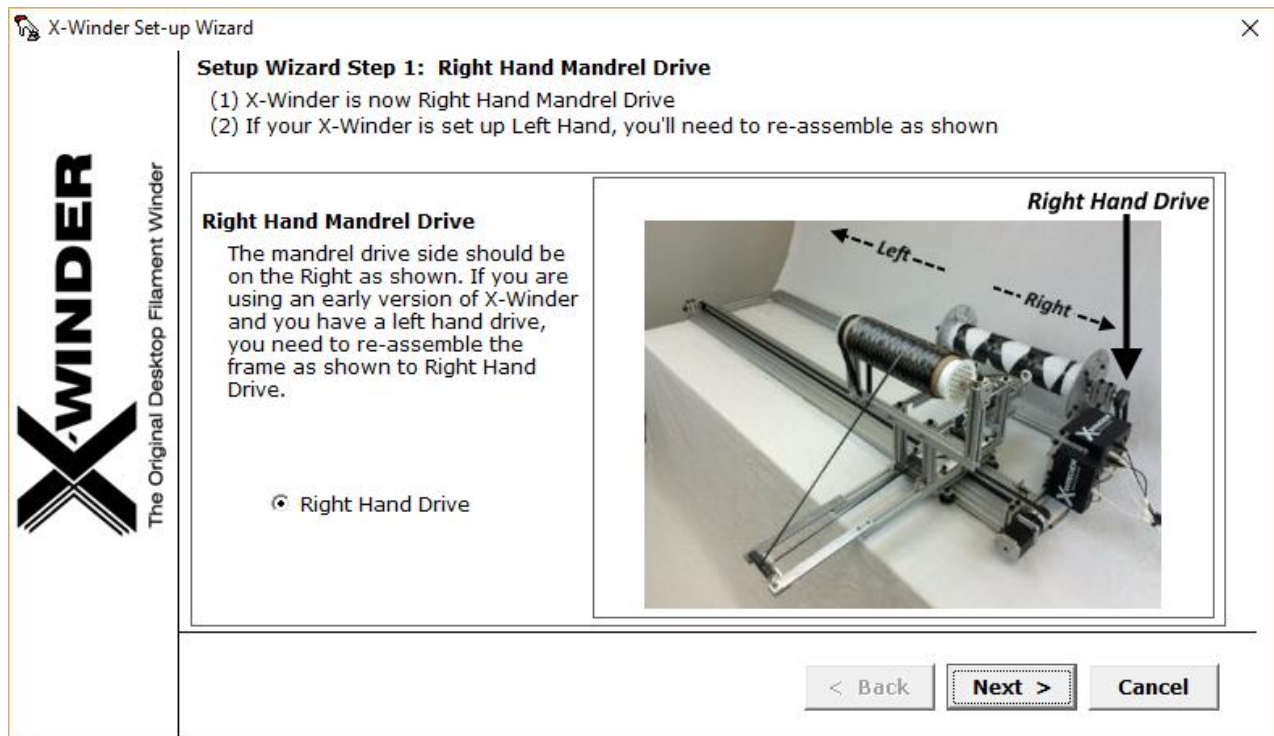 X-Winder Set-up Wizard
Setup Wizard Step 1: Right Hand Mandrel Drive
(1) X-Winder is now Right Hand Mandrel Drive
(2) If your X-Winder is set up Left Hand, you'll need to re-assemble as shown
X-WINDER
The Original Desktop Filament Winder
Right Hand Mandrel Drive
The mandrel drive side should be
on the Right as shown. If you are
using an early version of X-Winder
and you have a left hand drive,
you need to re-assemble the
frame as shown to Right Hand
Drive.
Right Hand Drive
Right Hand Drive
Left
Right
X-WINDER
X-WINDER
< Back
Next >
Cancel